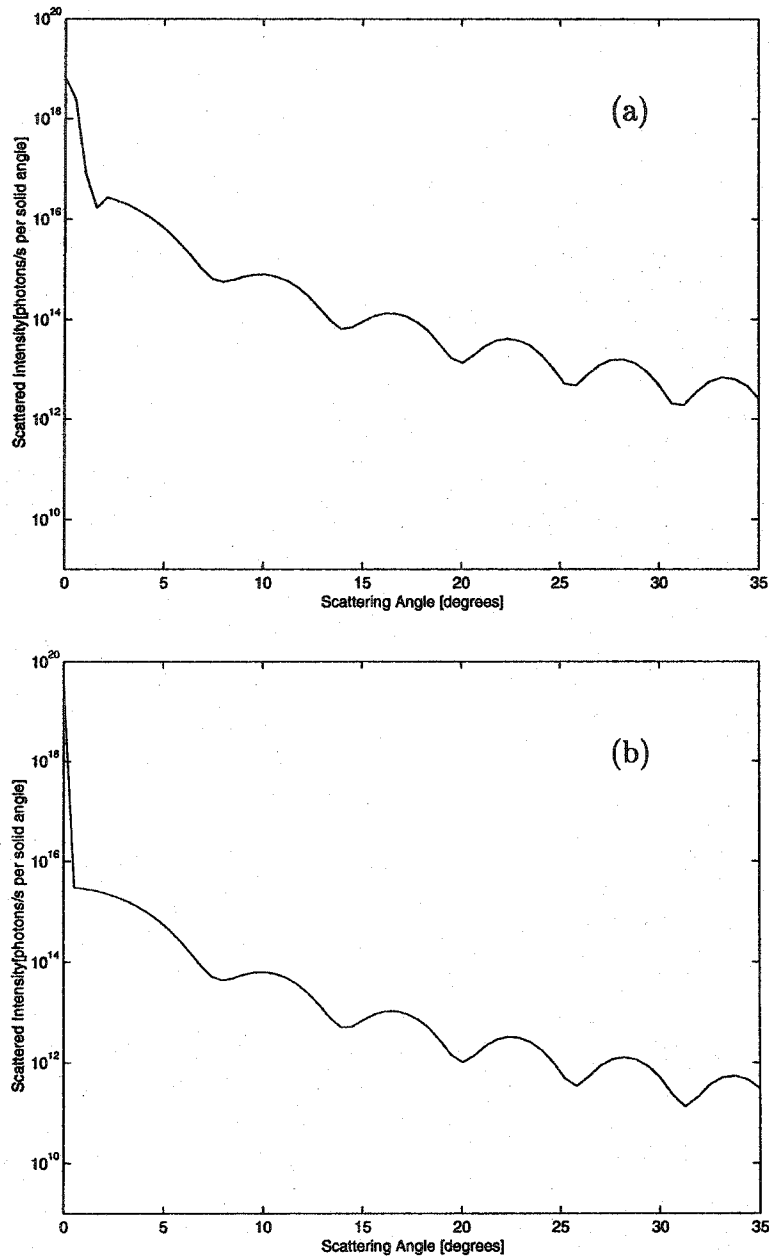 10^20
10^18
10^16
10^14
10^12
10^10
Scattered Intensity[photons/s per solid angle]
(a)
0 5 10 15 20 25 30 35
Scattering Angle [degrees]
10^20
10^18
10^16
10^14
10^12
10^10
Scattered Intensity[photons/s per solid angle]
(b)
0 5 10 15 20 25 30 35
Scattering Angle [degrees]